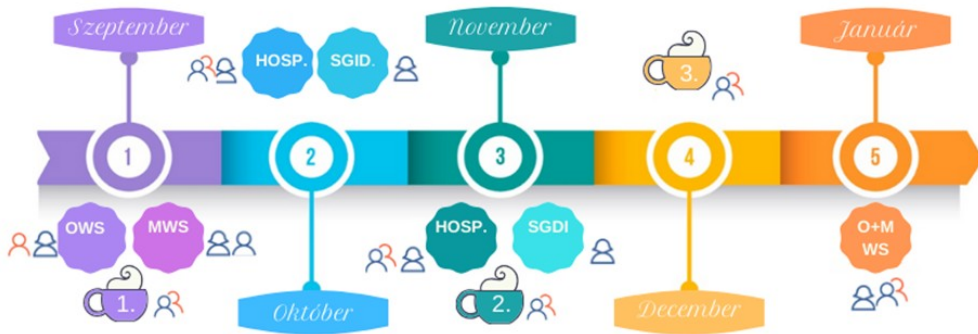 Szeptember
HOSP.
SGID.
November
3.
Január
1
2
3
4
5
OWS
MWS
1.
Október
HOSP.
SGDI
2.
December
O+M
WS